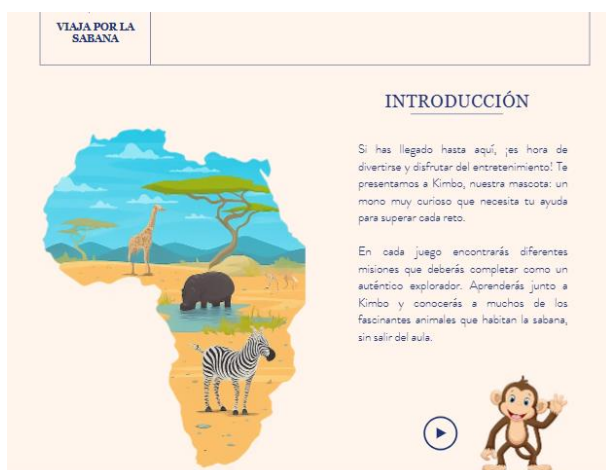 VIAJA POR LA
SABANA
INTRODUCCIÓN
Si has llegado hasta aquí, ¡es hora de
divertirse y disfrutar del entretenimiento! Te
presentamos a Kimbo, nuestra mascota: un
mono muy curioso que necesita tu ayuda
para superar cada reto.
En cada juego encontrarás diferentes
misiones que deberás completar como un
auténtico explorador. Aprenderás junto a
Kimbo y conocerás a muchos de los
fascinantes animales que habitan la sabana,
sin salir del aula.